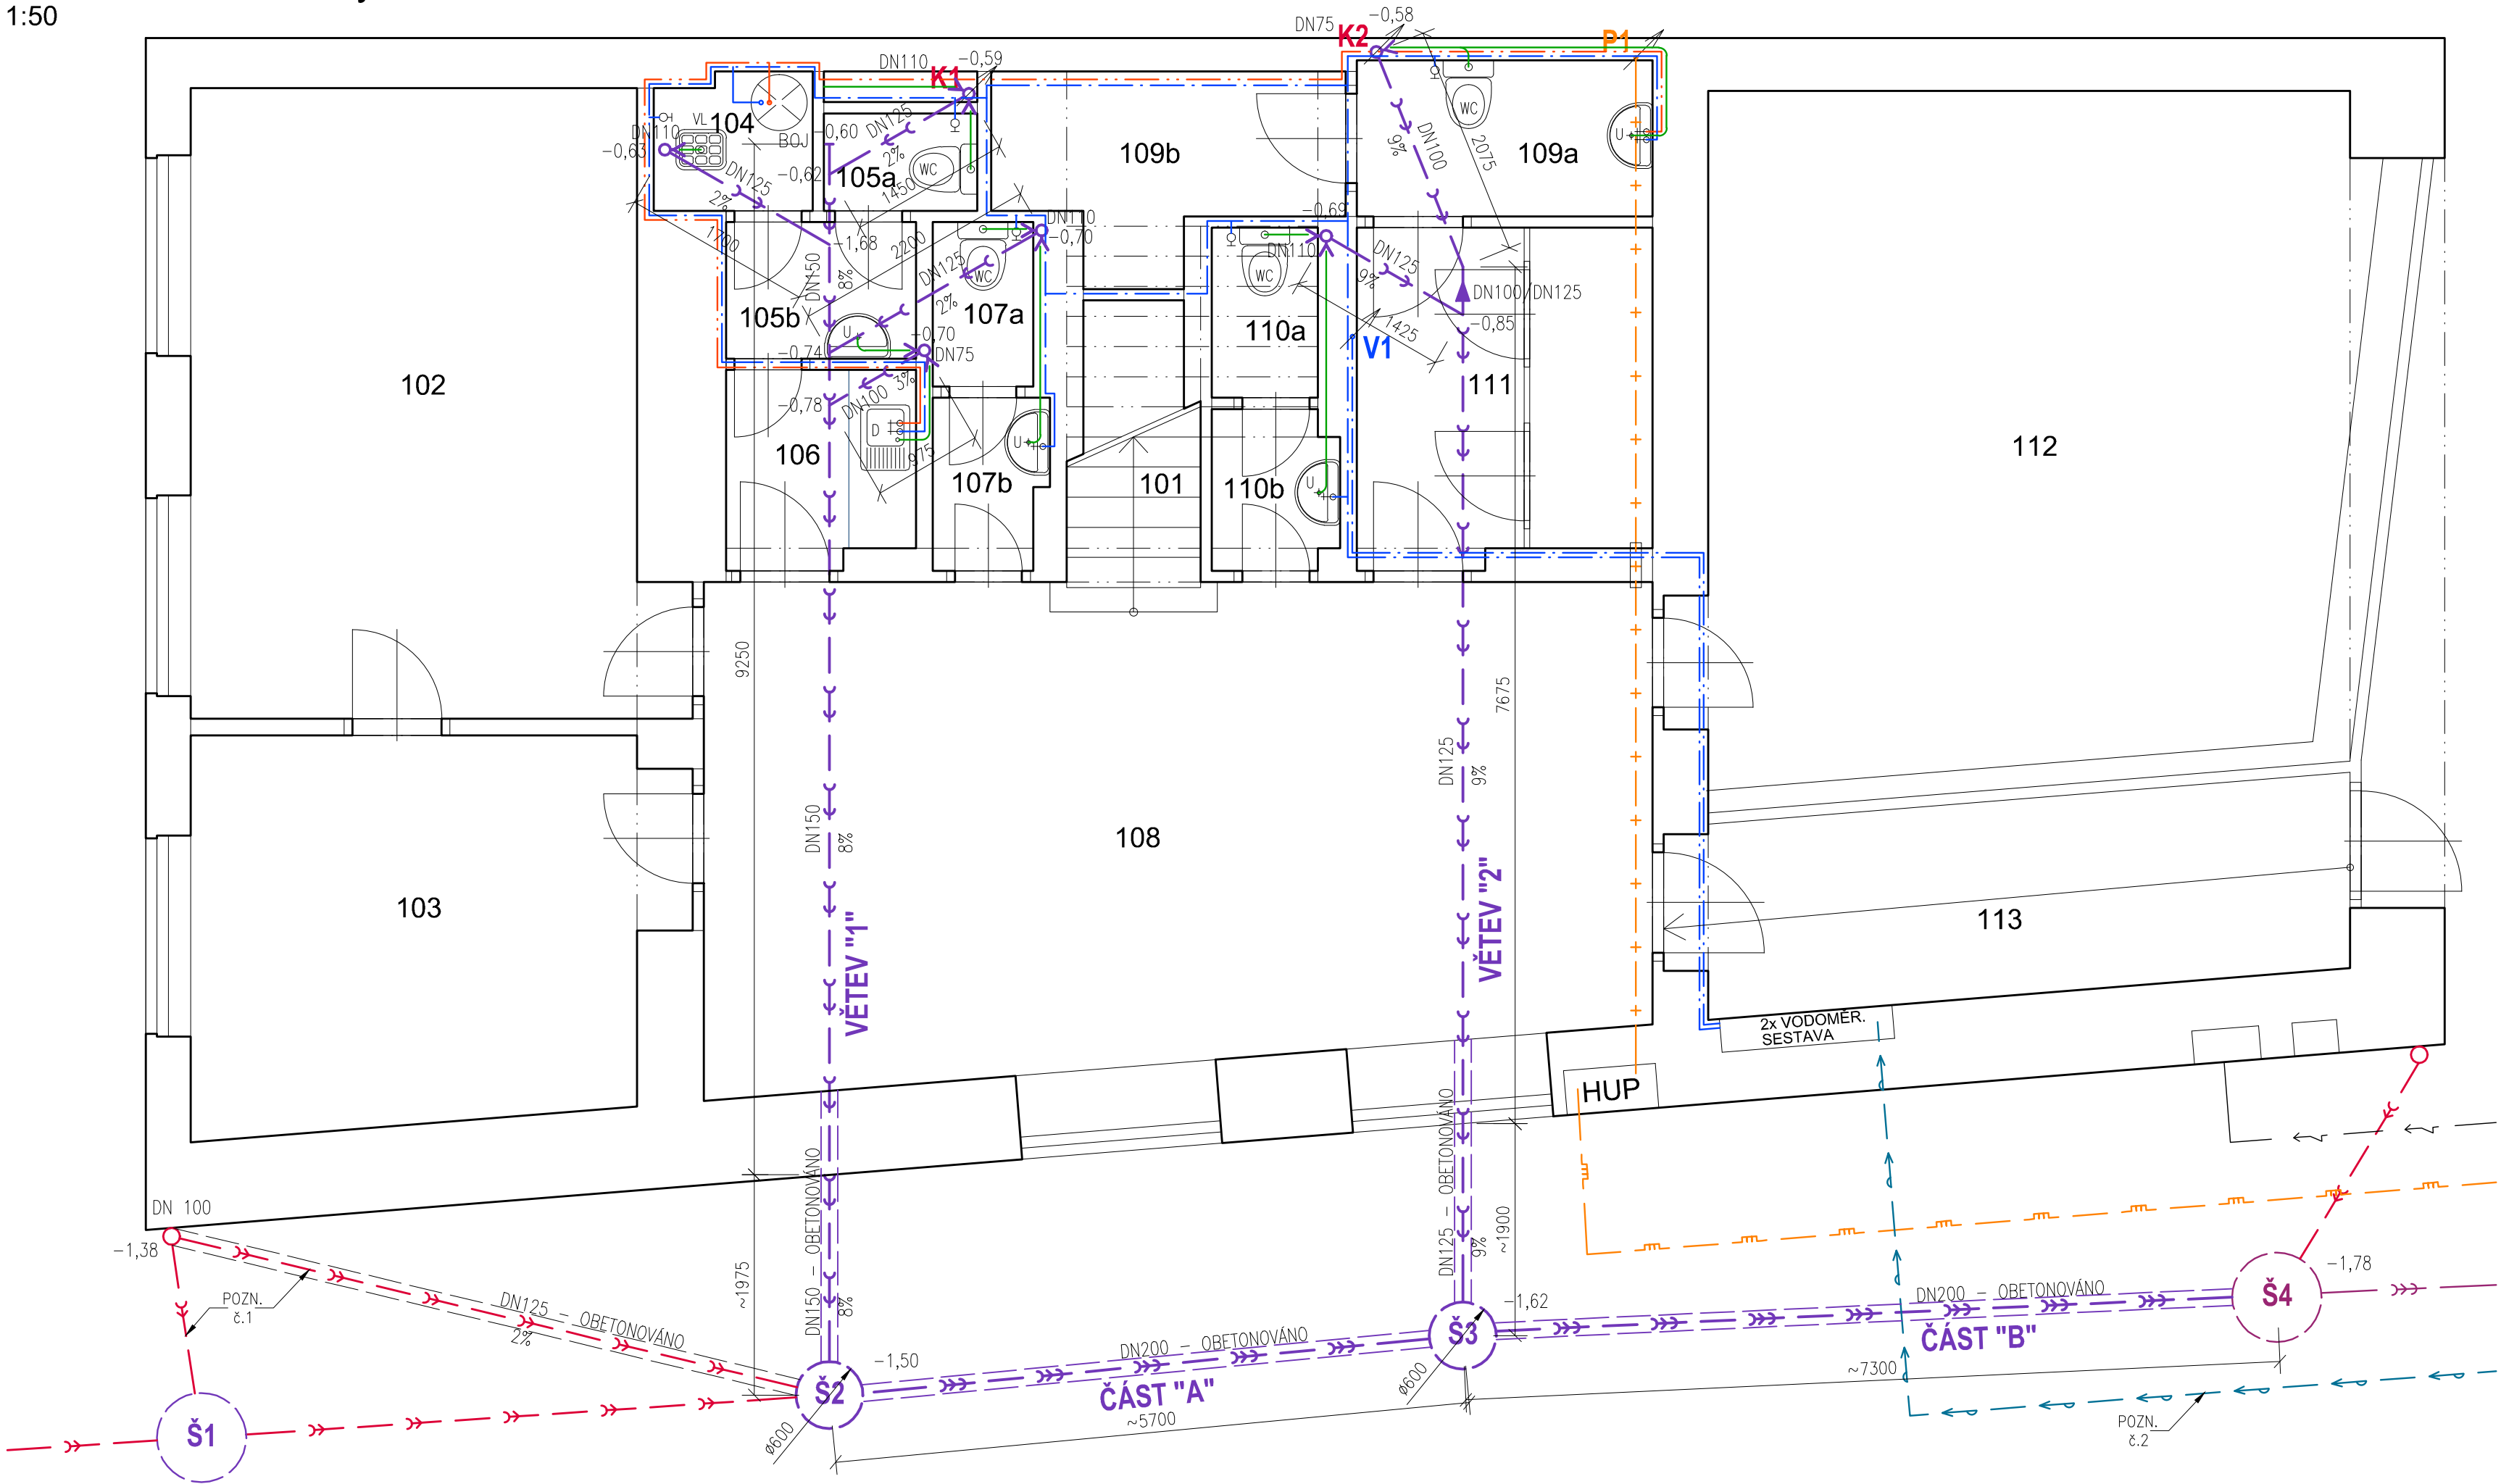 1:50
DN75
-0,58
K2
P1
DN110
-0,59
K1
WC
DN100
9%
2075
U
104
VL
DN110
-0,63
BOJ
-0,60
DN125
2%
-0,62
105a
WC
1450
109b
109a
DN125
2%
1700
-1,68
2200
DN110
-0,70
-0,69
DN110
DN125
9%
DN150
8%
DN125
2%
WC
WC
DN100/DN125
105b
U
107a
-0,70
DN75
-0,74
110a
V1
1425
-0,85
102
3%
DN100
-0,78
111
D
975
U
106
107b
101
110b
U
112
9250
7675
DN125
9%
DN150
8%
108
VĚTEV "1"
VĚTEV "2"
103
113
2x VODOMĚR.
SESTAVA
HUP
DN150 - OBETONOVÁNO
8%
DN125 - OBETONOVÁNO
9%
~1975
~1900
DN 100
-1,38
POZN.
č.1
DN125 - OBETONOVÁNO
2%
-1,50
DN200 - OBETONOVÁNO
ČÁST "A"
~5700
-1,62
DN200 - OBETONOVÁNO
ČÁST "B"
~7300
-1,78
Š1
Š2
Š3
Š4
ø600
ø600
POZN.
č.2